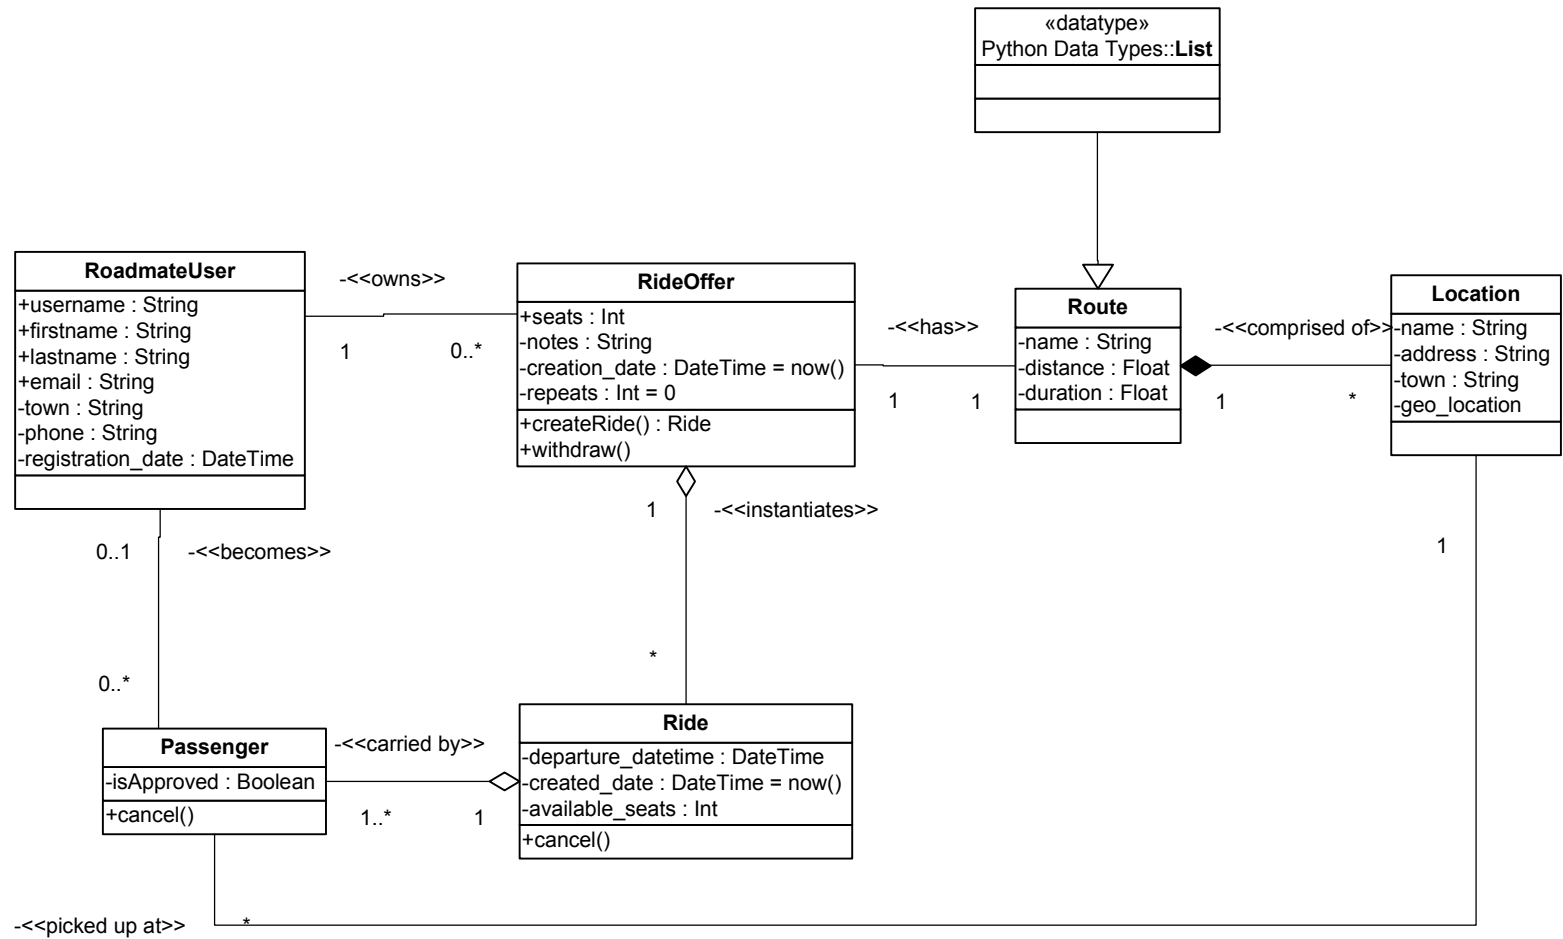 «datatype»
Python Data Types::List
RoadmateUser
+username : String
+firstname : String
+lastname : String
+email : String
-town : String
-phone : String
-registration_date : DateTime
-<<owns>>
1
0..*
RideOffer
+seats : Int
-notes : String
-creation_date : DateTime = now()
-repeats : Int = 0
+createRide() : Ride
+withdraw()
-<<has>>
1
1
Route
-name : String
-distance : Float
-duration : Float
-<<comprised of>>
1
*
Location
-name : String
-address : String
-town : String
-geo_location
0..1
-<<becomes>>
0..*
1
-<<instantiates>>
*
1
Passenger
-isApproved : Boolean
+cancel()
-<<carried by>>
1..*
1
Ride
-departure_datetime : DateTime
-created_date : DateTime = now()
-available_seats : Int
+cancel()
-<<picked up at>>
*